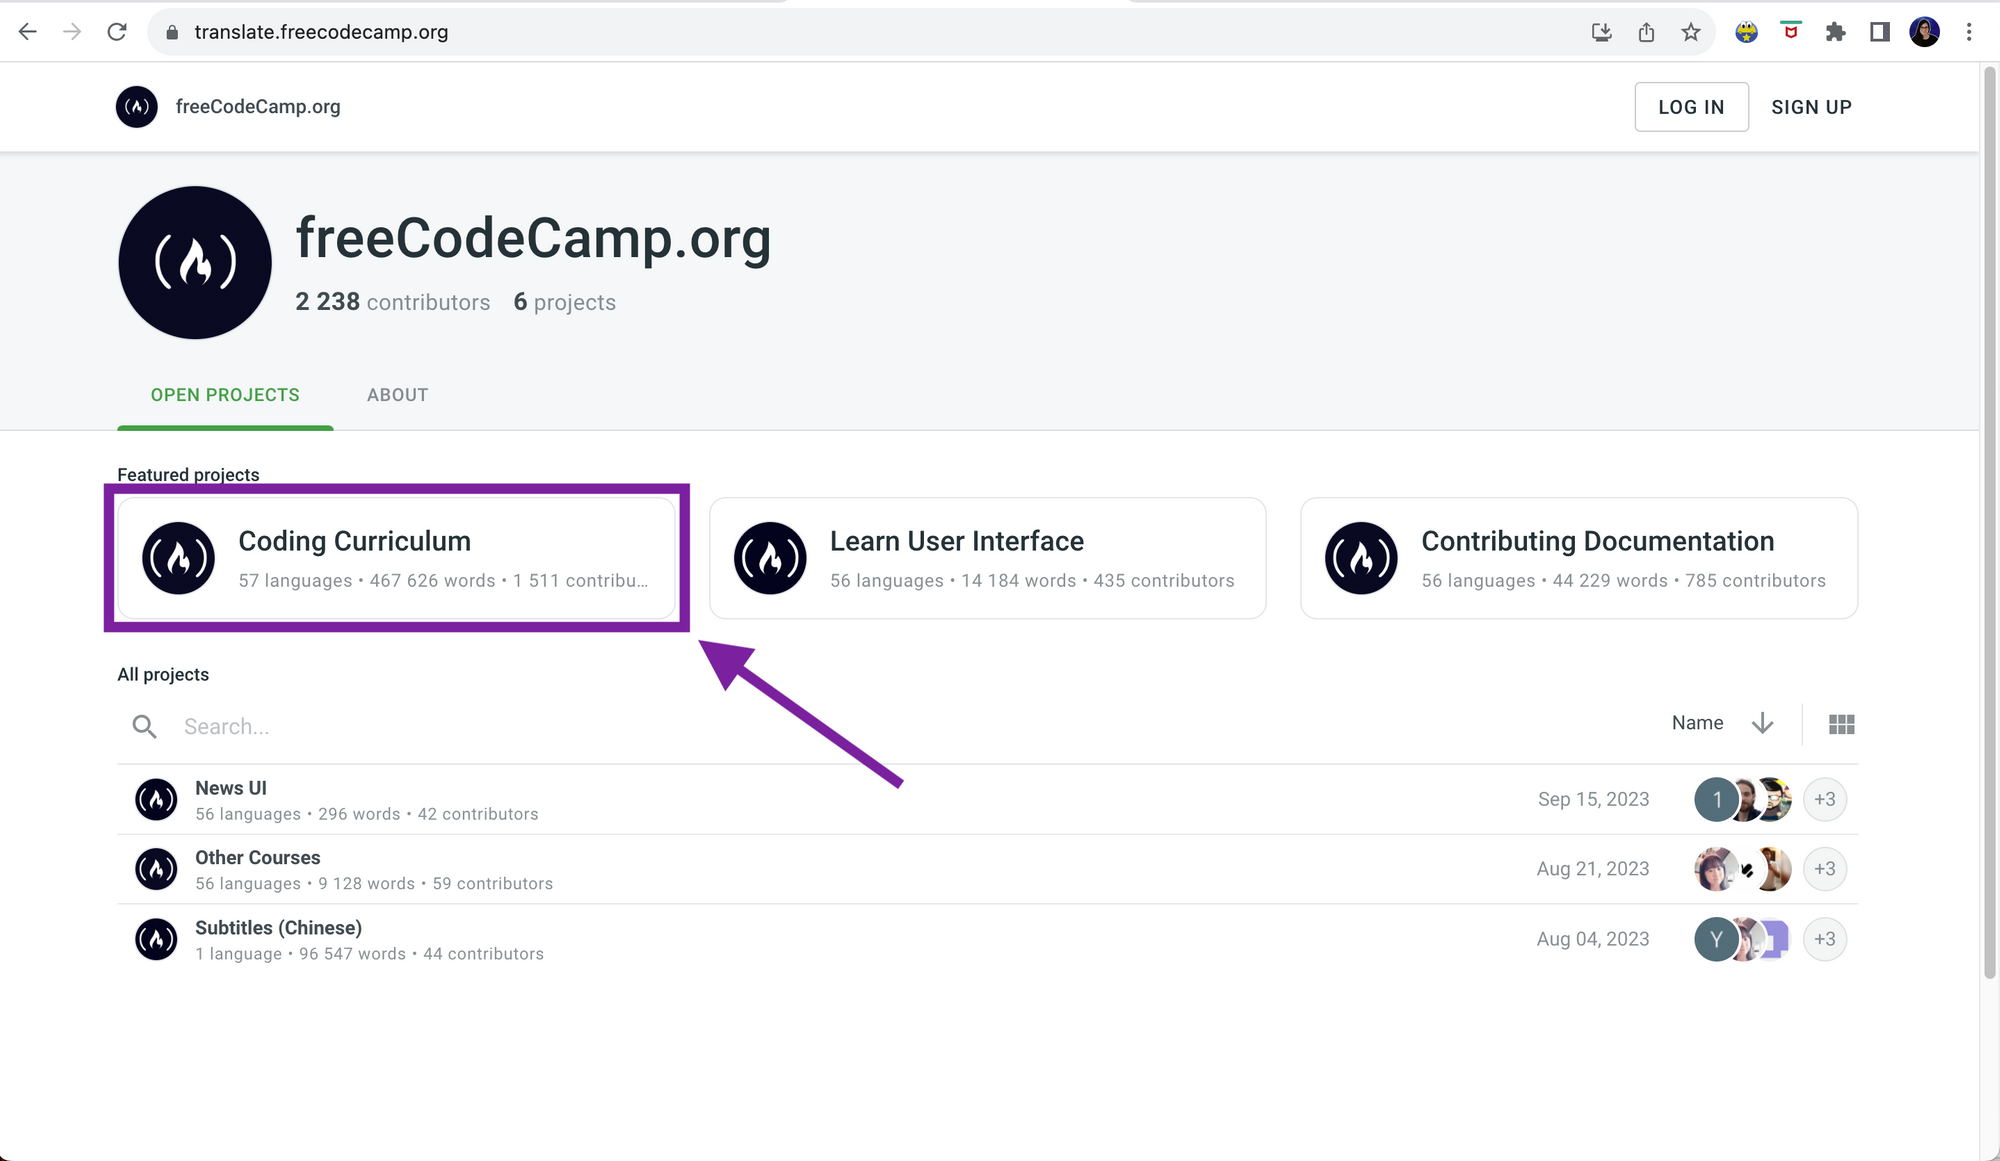 translate.freecodecamp.org
freeCodeCamp.org
LOG IN
SIGN UP
freeCodeCamp.org
2 238 contributors 6 projects
OPEN PROJECTS
ABOUT
Featured projects
Coding Curriculum
57 languages • 467 626 words • 1 511 contribu...
Learn User Interface
56 languages • 14 184 words • 435 contributors
Contributing Documentation
56 languages • 44 229 words • 785 contributors
All projects
Search...
Name
News UI
56 languages • 296 words • 42 contributors
Sep 15, 2023
1
+3
Other Courses
56 languages • 9 128 words • 59 contributors
Aug 21, 2023
+3
Subtitles (Chinese)
1 language • 96 547 words • 44 contributors
Aug 04, 2023
Y
+3